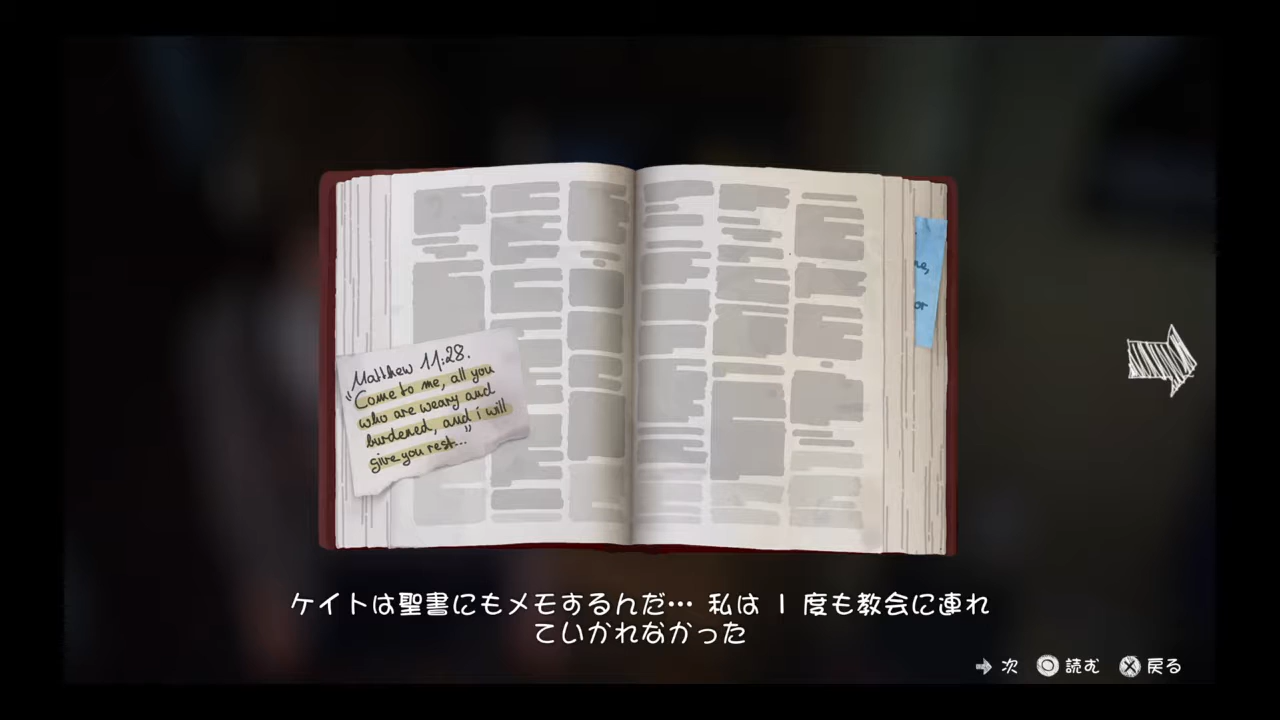 Matthew 11:28.
"Come to me, all you
who are weary and
burdened, and i will
give you rest..."
ne,
or
ケイトは聖書にもメモするんだ… 私は 1 度も教会に連れ
ていかれなかった
次 読む 戻る